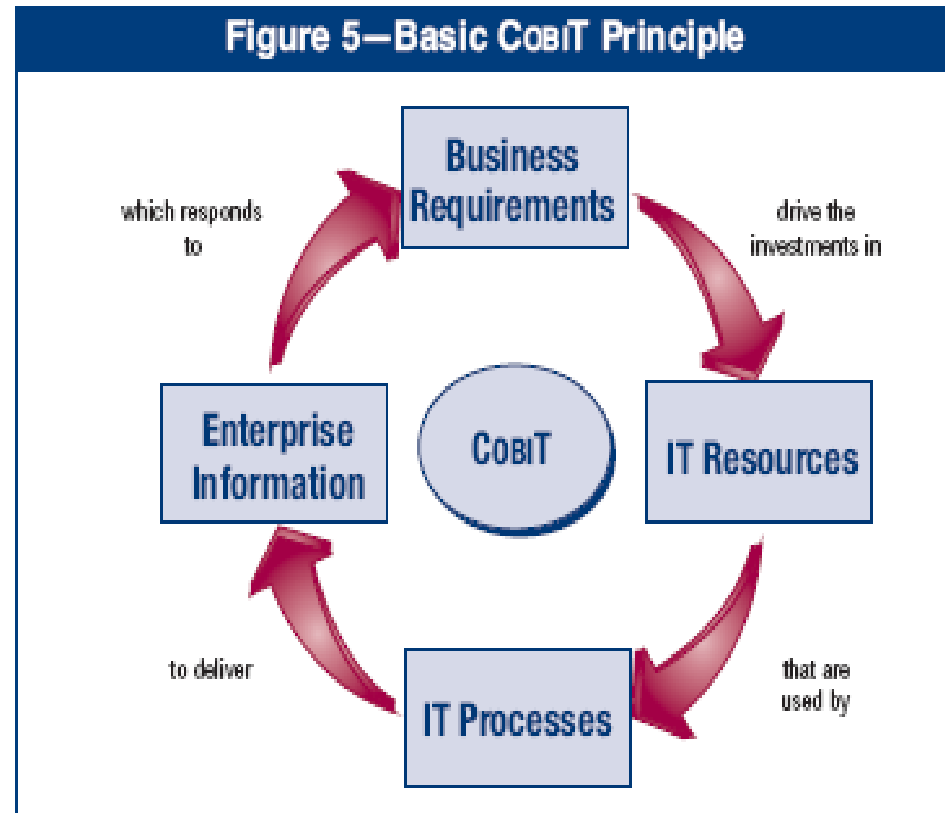 Figure 5—Basic COBIT Principle
Business
Requirements
which responds
to
drive the
investments in
Enterprise
Information
COBIT
IT Resources
to deliver
IT Processes
that are
used by